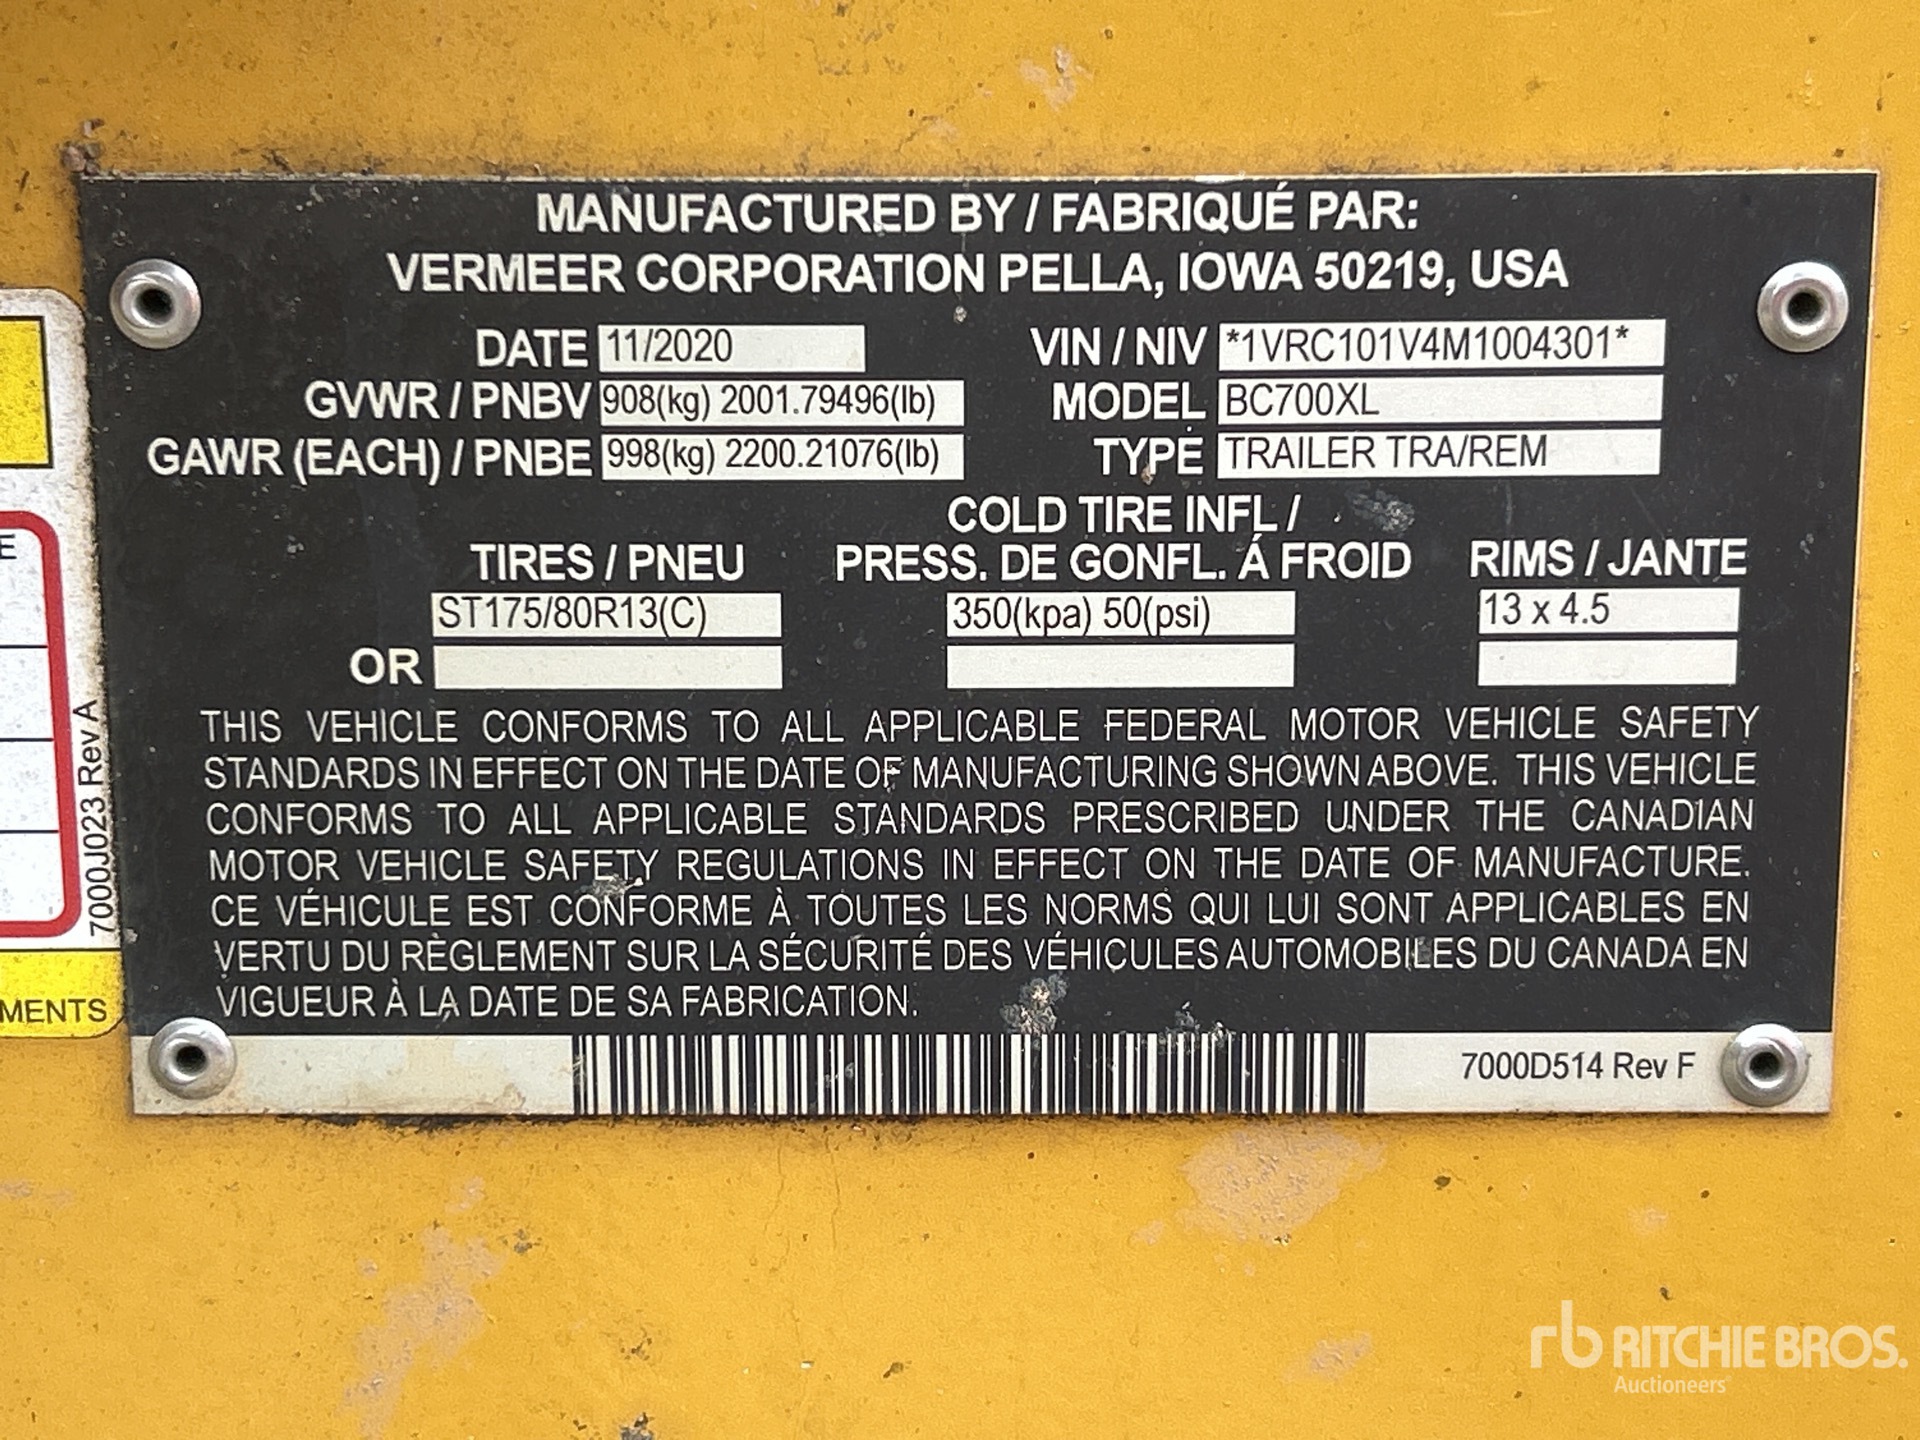 MANUFACTURED BY / FABRIQUÉ PAR:
VERMEER CORPORATION PELLA, IOWA 50219, USA
DATE 11/2020 VIN / NIV *1VRC101V4M1004301*
GVWR / PNBV 908(kg) 2001.79496(lb) MODEL BC700XL
GAWR (EACH) / PNBE 998(kg) 2200.21076(lb) TYPE TRAILER TRA/REM
COLD TIRE INFL /
TIRES / PNEU PRESS. DE GONFL. Á FROID RIMS / JANTE
ST175/80R13(C) 350(kpa) 50(psi) 13 x 4.5
OR
THIS VEHICLE CONFORMS TO ALL APPLICABLE FEDERAL MOTOR VEHICLE SAFETY
STANDARDS IN EFFECT ON THE DATE OF MANUFACTURING SHOWN ABOVE. THIS VEHICLE
CONFORMS TO ALL APPLICABLE STANDARDS PRESCRIBED UNDER THE CANADIAN
MOTOR VEHICLE SAFETY REGULATIONS IN EFFECT ON THE DATE OF MANUFACTURE.
CE VÉHICULE EST CONFORME À TOUTES LES NORMS QUI LUI SONT APPLICABLES EN
VERTU DU RÈGLEMENT SUR LA SÉCURITÉ DES VÉHICULES AUTOMOBILES DU CANADA EN
VIGUEUR À LA DATE DE SA FABRICATION.
7000D514 Rev F
E
7000J023 Rev A
MENTS
rb RITCHIE BROS.
Auctioneers